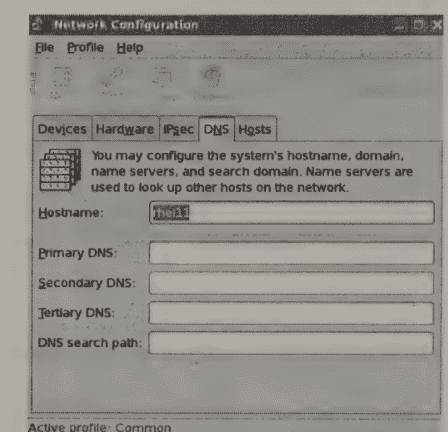 Network Configuration
File Profile Help
Devices Hardware IPsec DNS Hosts
You may configure the system's hostname, domain,
name servers, and search domain. Name servers are
used to look up other hosts on the network.
Hostname:
Primary DNS:
Secondary DNS:
Tertiary DNS:
DNS search path:
Active profile: Common